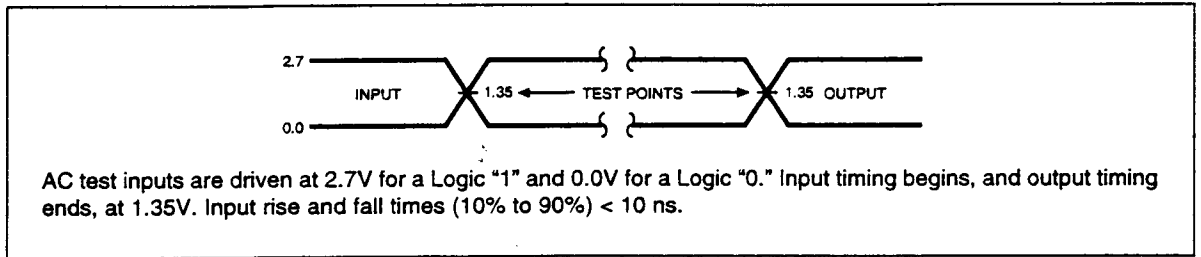 2.7
INPUT 1.35 TEST POINTS 1.35 OUTPUT
0.0
AC test inputs are driven at 2.7V for a Logic “1” and 0.0V for a Logic “0.” Input timing begins, and output timing
ends, at 1.35V. Input rise and fall times (10% to 90%) < 10 ns.